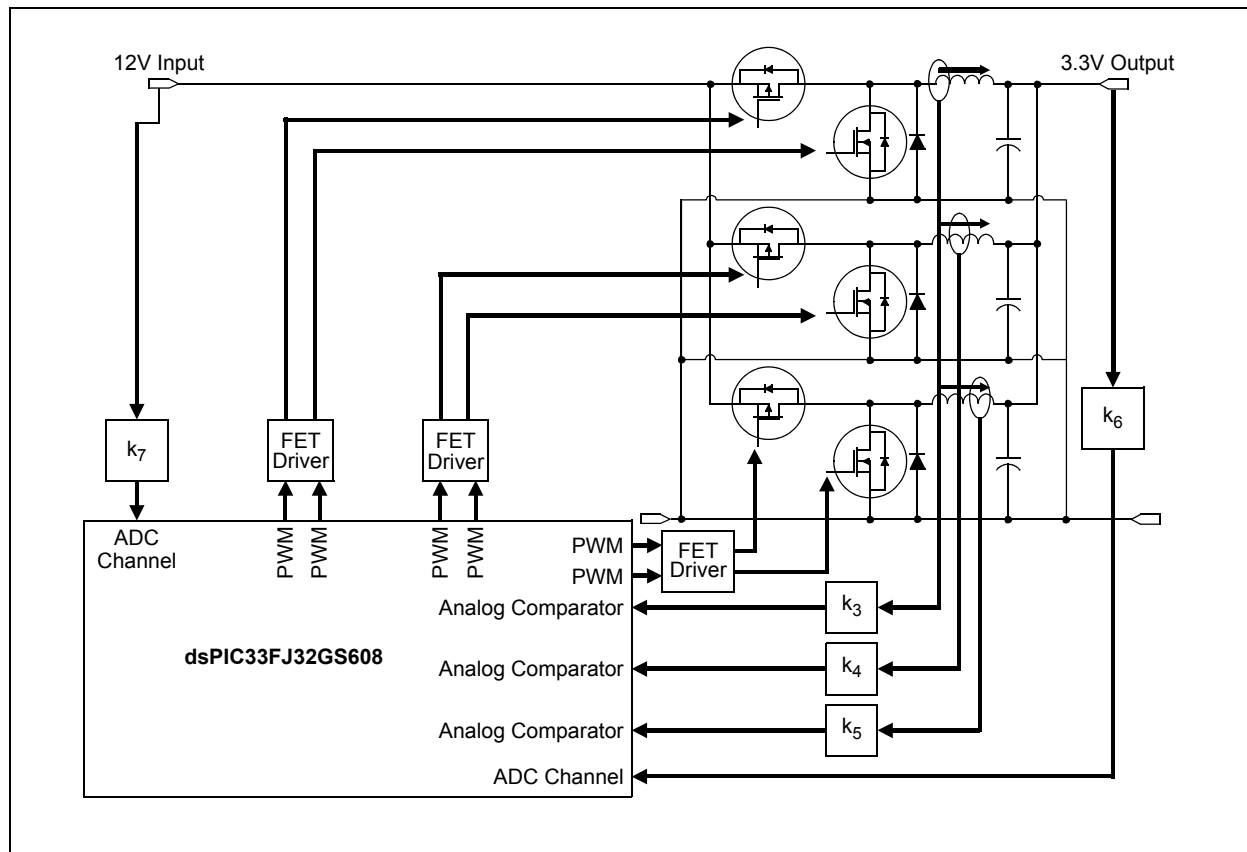 12V Input
3.3V Output
k7
FET
Driver
FET
Driver
k6
ADC
Channel
PWM
PWM
PWM
PWM
PWM
PWM
FET
Driver
Analog Comparator
k3
dsPIC33FJ32GS608
Analog Comparator
k4
Analog Comparator
k5
ADC Channel